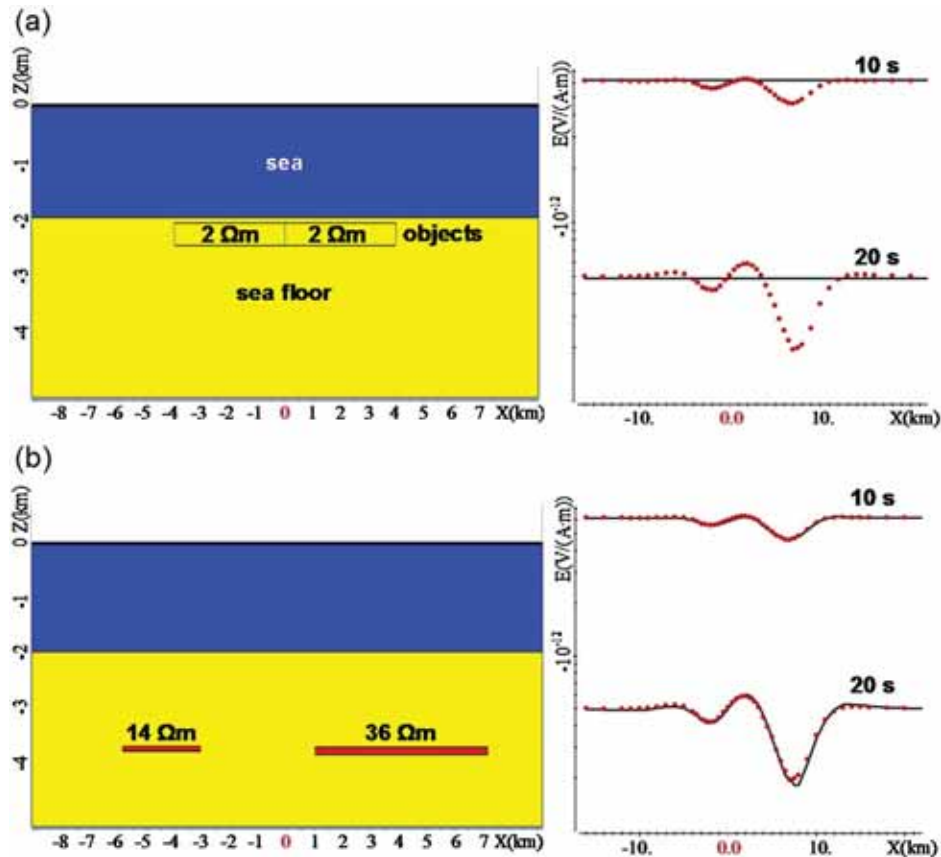 (a)
Z(km)
0
-1
-2
-3
-4
sea
2 Ωm 2 Ωm objects
sea floor
-8 -7 -6 -5 -4 -3 -2 -1 0 1 2 3 4 5 6 7 X(km)
E(V/(A·m))
-10⁻¹²
10 s
20 s
-10. 0.0 10. X(km)
(b)
Z(km)
0
-1
-2
-3
-4
14 Ωm 36 Ωm
-8 -7 -6 -5 -4 -3 -2 -1 0 1 2 3 4 5 6 7 X(km)
E(V/(A·m))
-10⁻¹²
10 s
20 s
-10. 0.0 10. X(km)